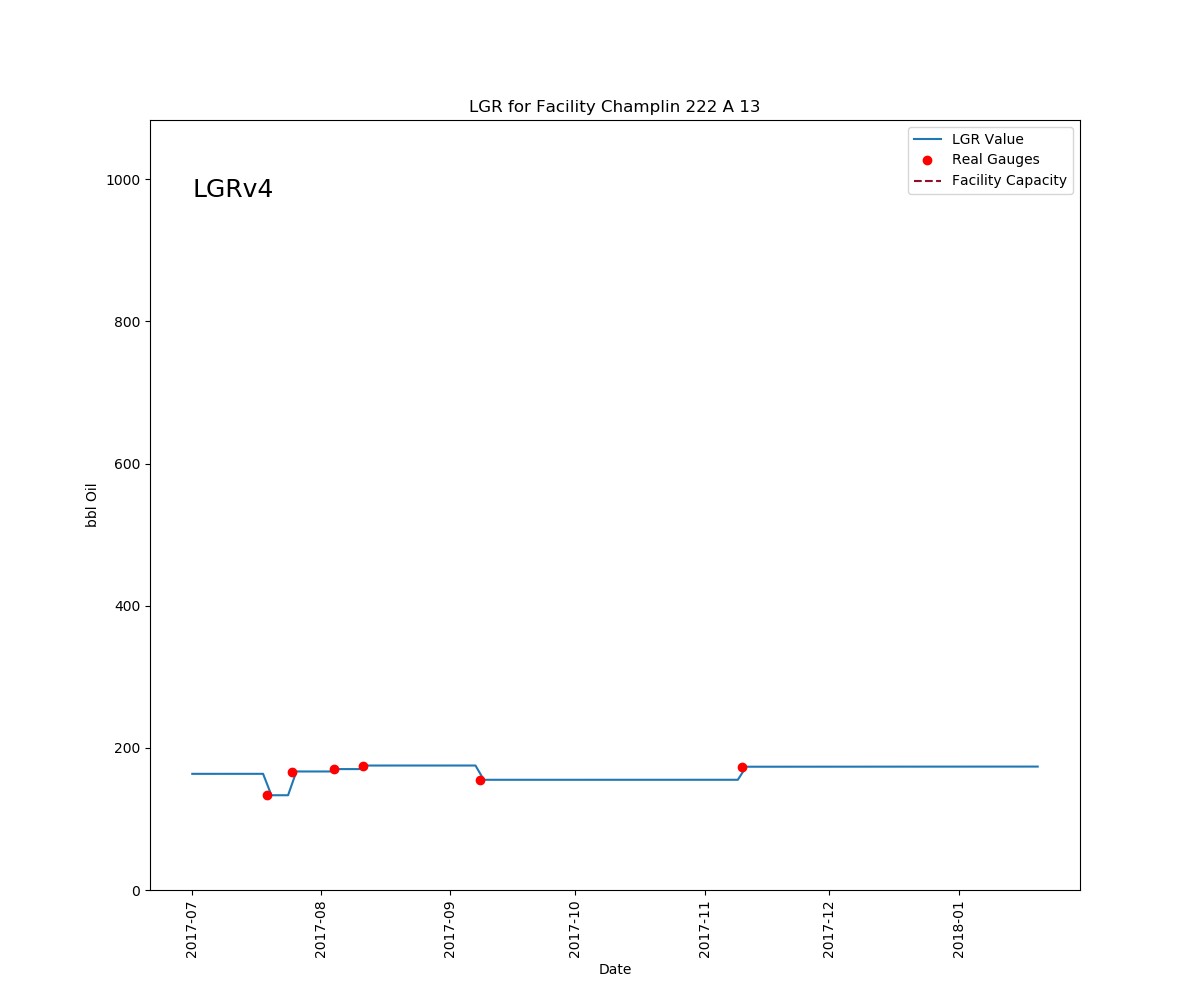 LGR for Facility Champlin 222 A 13
LGR Value
Real Gauges
Facility Capacity
LGRv4
1000
800
600
400
200
0
bbl Oil
2017-07
2017-08
2017-09
2017-10
2017-11
2017-12
2018-01
Date